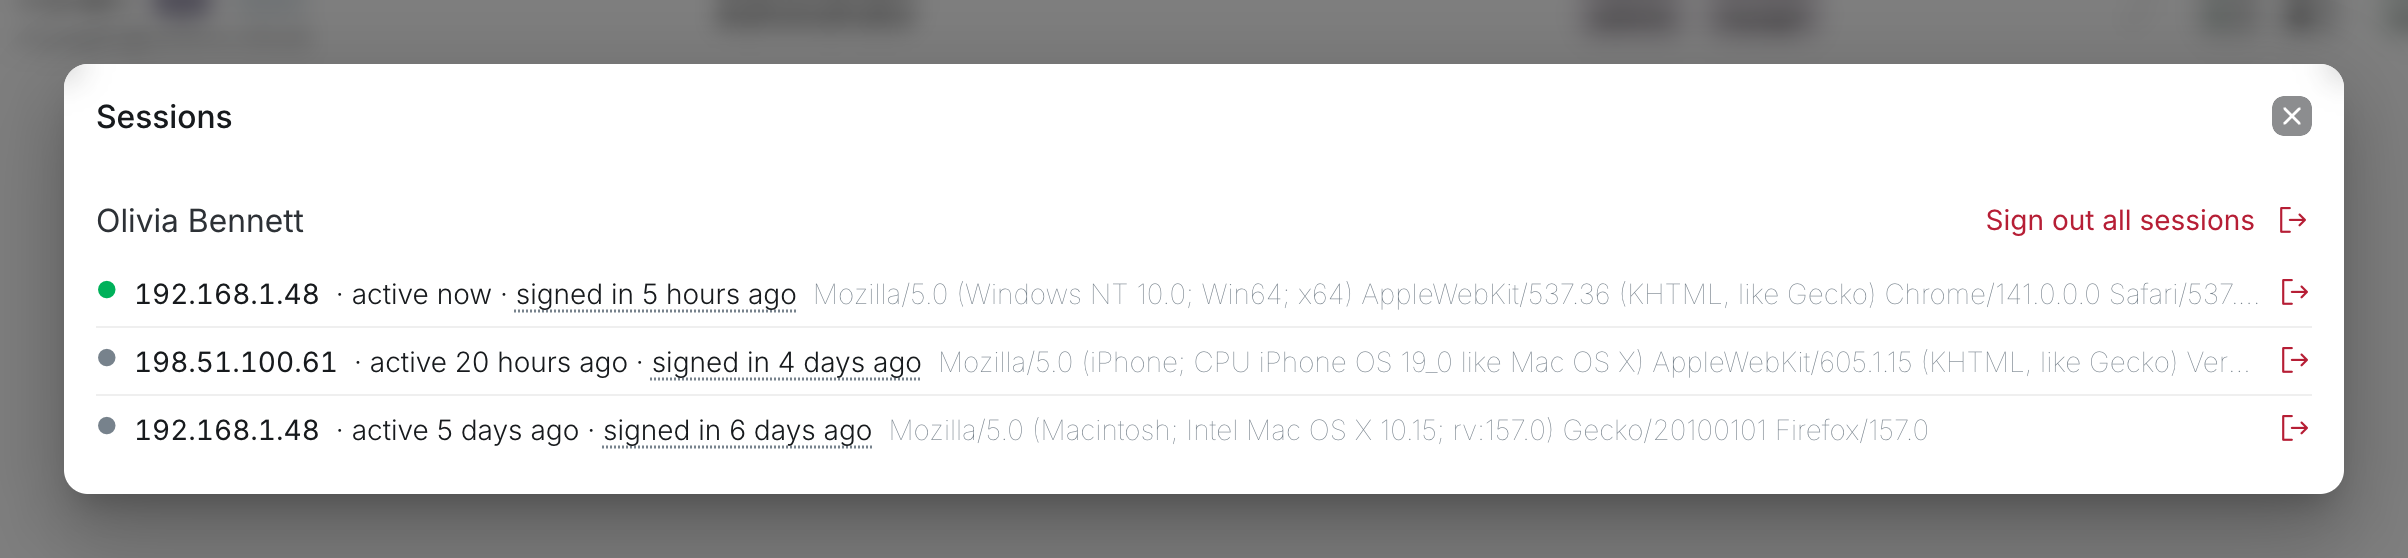 Sessions
Olivia Bennett
Sign out all sessions
192.168.1.48 · active now · signed in 5 hours ago Mozilla/5.0 (Windows NT 10.0; Win64; x64) AppleWebKit/537.36 (KHTML, like Gecko) Chrome/141.0.0.0 Safari/537....
198.51.100.61 · active 20 hours ago · signed in 4 days ago Mozilla/5.0 (iPhone; CPU iPhone OS 19_0 like Mac OS X) AppleWebKit/605.1.15 (KHTML, like Gecko) Ver...
192.168.1.48 · active 5 days ago · signed in 6 days ago Mozilla/5.0 (Macintosh; Intel Mac OS X 10.15; rv:157.0) Gecko/20100101 Firefox/157.0